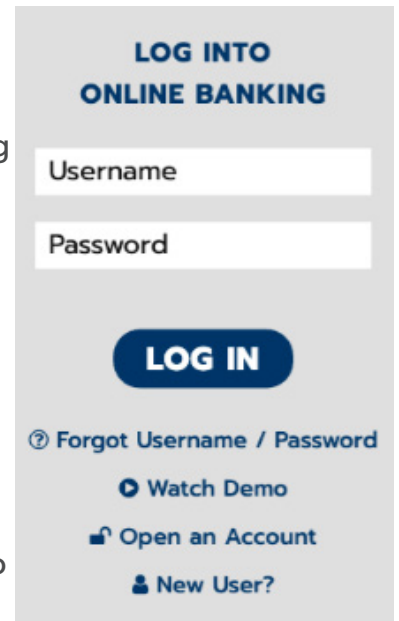 LOG INTO
ONLINE BANKING
g
Username
Password
LOG IN
Forgot Username / Password
Watch Demo
Open an Account
New User?